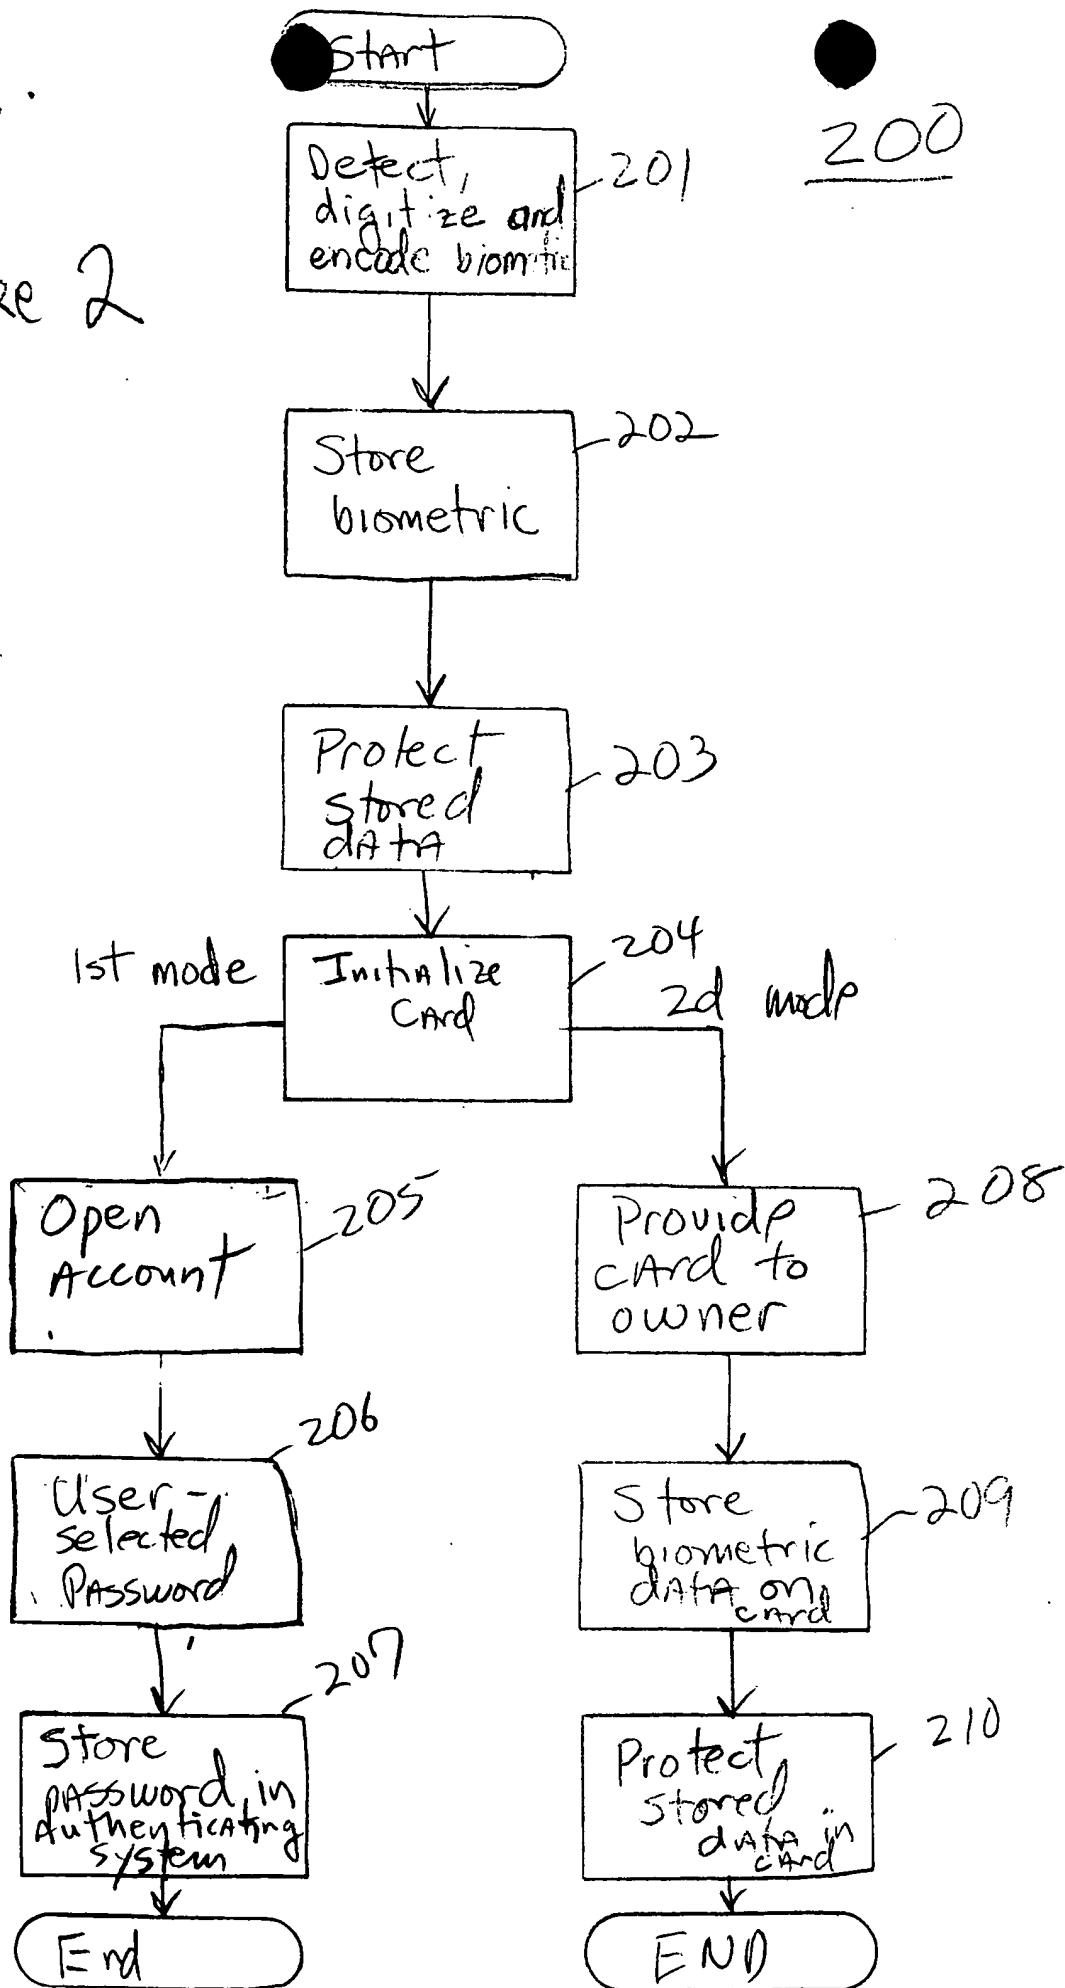 Start
200
Detect,
digitize and
encode biometric
201
2
Store
biometric
202
Protect
stored
data
203
1st mode
Initialize
Card
204
2d mode
Open
Account
205
Provide
card to
owner
208
User-
selected
Password
206
Store
biometric
data on
card
209
Store
password in
Authenticating
system
207
Protect
stored
data in
card
210
End
END